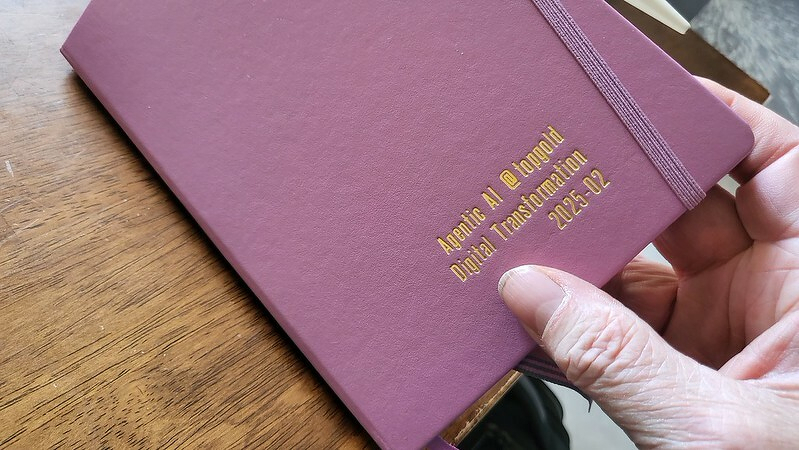 Agentic AI @topgold
Digital Transformation
2025-02